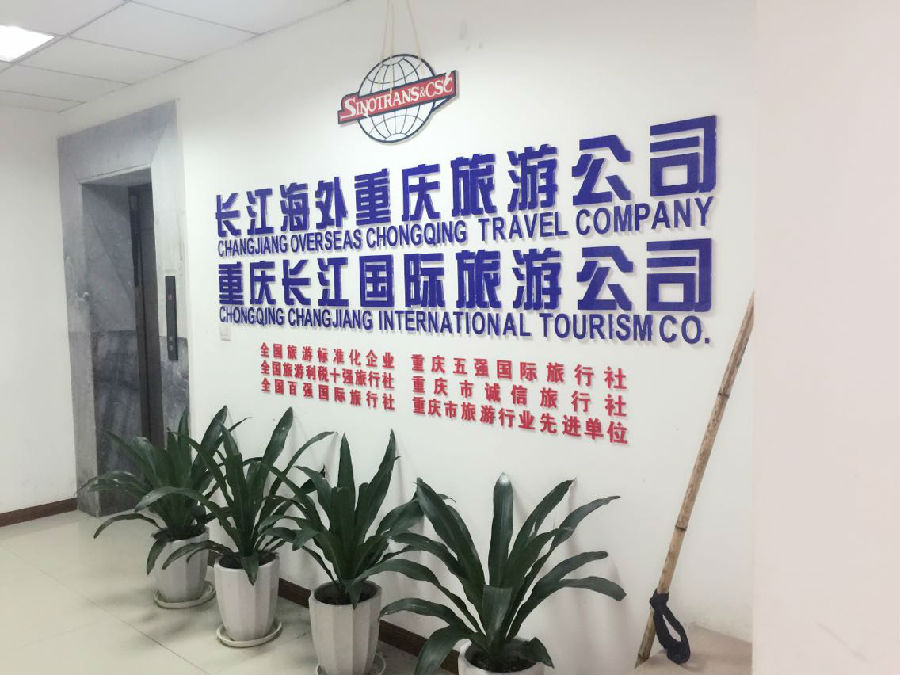 SINOTRANS&CSC
长江海外重庆旅游公司
CHANGJIANG OVERSEAS CHONGQING TRAVEL COMPANY
重庆长江国际旅游公司
CHONGQING CHANGJIANG INTERNATIONAL TOURISM CO.
全国旅游标准化企业 重庆五强国际旅行社
全国旅游利税十强旅行社 重庆市诚信旅行社
全国百强国际旅行社 重庆市旅游行业先进单位